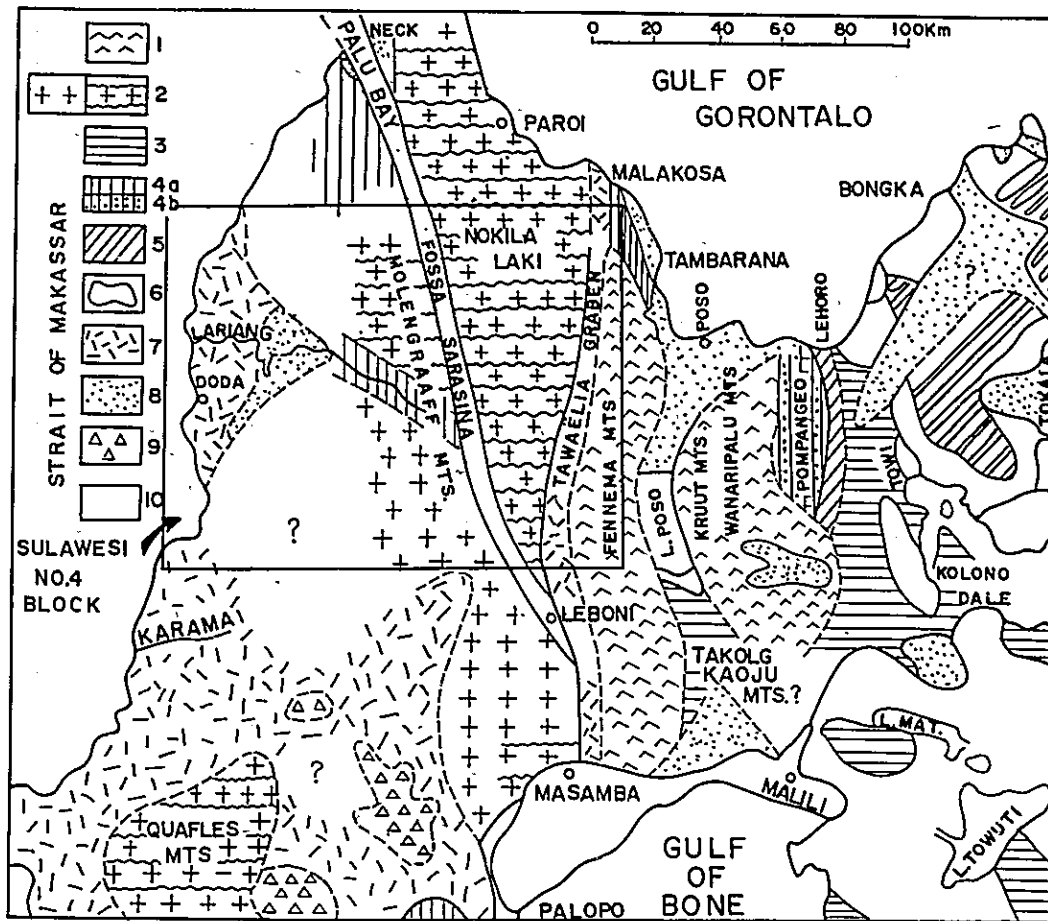 1
2
3
4a
4b
5
6
7
8
9
10
STRAIT OF MAKASSAR
SULAWESI
NO.4
BLOCK
0 20 40 60 80 100Km
GULF OF
GORONTALO
NECK
PALU BAY
PAROI
MALAKOSA
BONGKA
NOKILA
LAKI
TAMBARANA
POSO
LEHORO
MOLENGRAAFF MTS.
FOSSA SARASINA
TAWAELIA GRABEN
FENNEMA MTS
L. POSO
KRUUT MTS
WANARIPALU MTS
POMPANGEO
TOKALA
?
LARIANG
DODA
?
KOLONO
DALE
KARAMA
LEBONI
TAKOLG
KAOJU
MTS.?
L.MAT.
?
MASAMBA
MALILI
QUAFLES
MTS
L.TOWUTI
GULF
OF
BONE
PALOPO